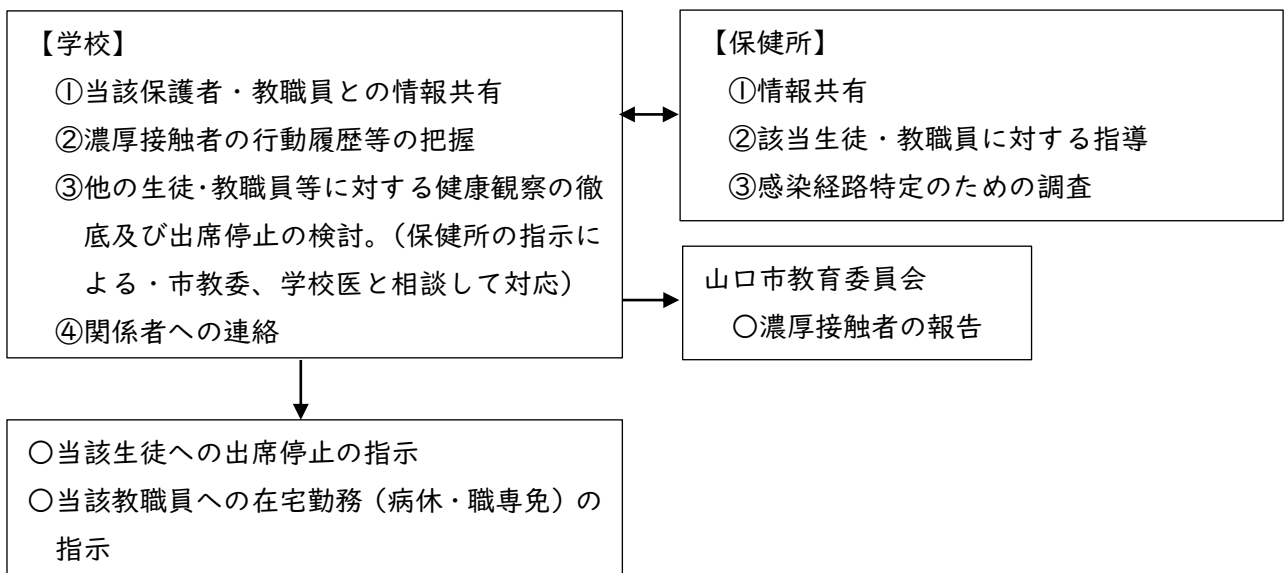 【学校】
①当該保護者・教職員との情報共有
②濃厚接触者の行動履歴等の把握
③他の生徒・教職員等に対する健康観察の徹
底及び出席停止の検討。（保健所の指示に
よる・市教委、学校医と相談して対応）
④関係者への連絡
【保健所】
①情報共有
②該当生徒・教職員に対する指導
③感染経路特定のための調査
山口市教育委員会
○濃厚接触者の報告
○当該生徒への出席停止の指示
○当該教職員への在宅勤務（病休・職専免）の
指示